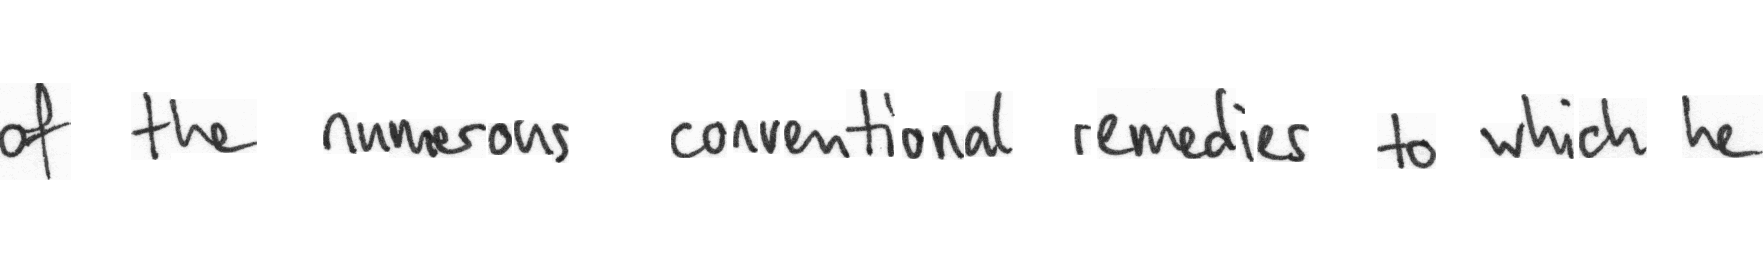 of the numerous conventional remedies to which he